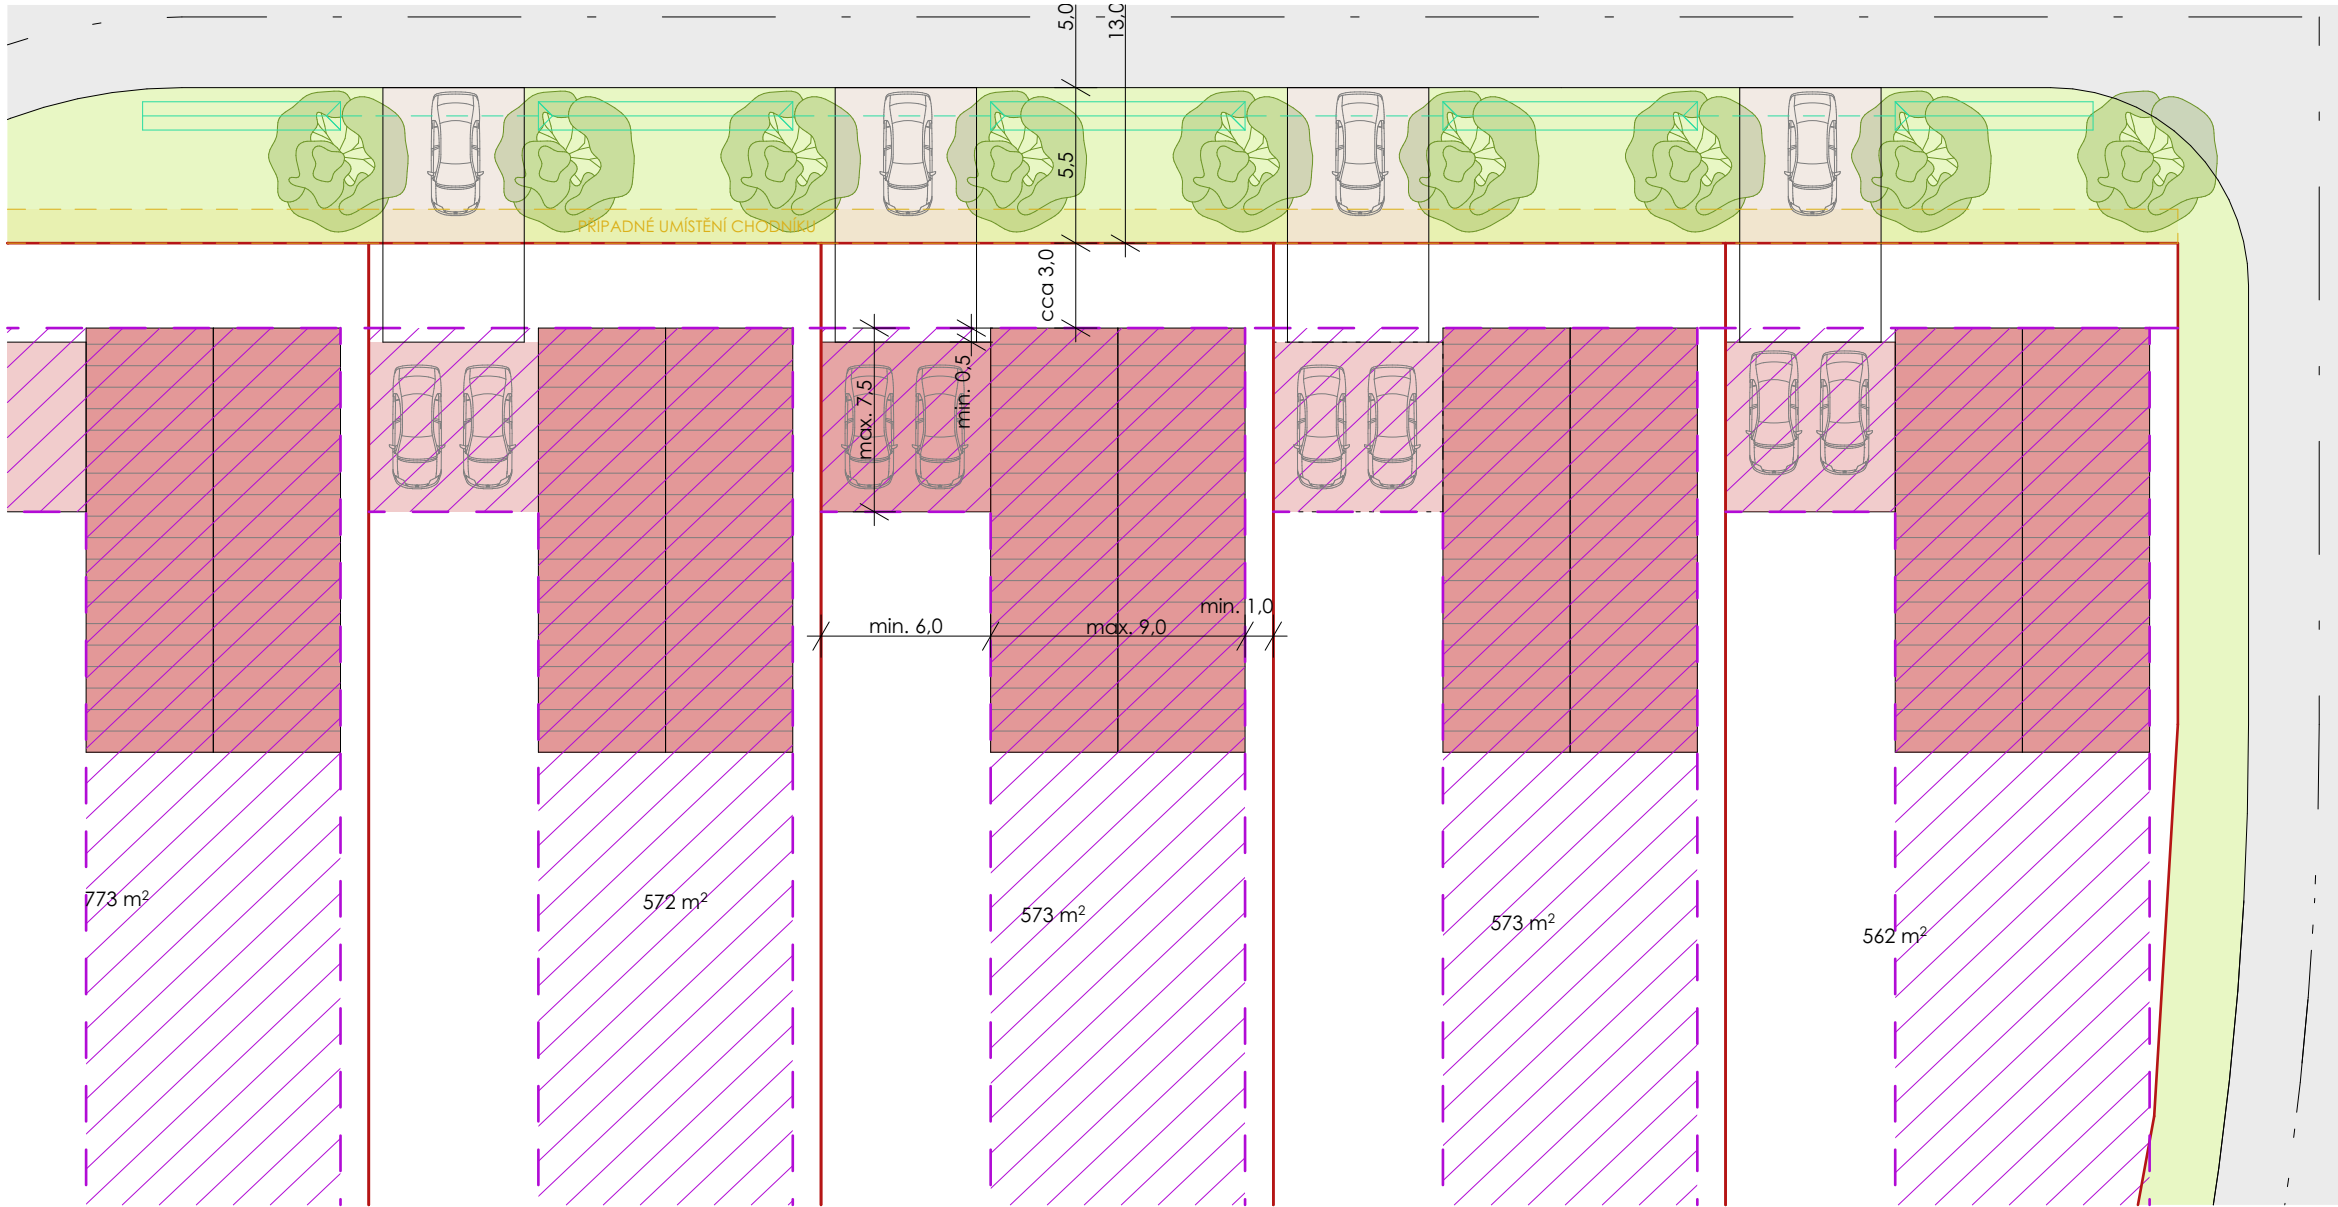 5,0
13,0
5,5
PŘÍPADNÉ UMÍSTĚNÍ CHODNÍKU
cca 3,0
max. 7,5
min. 0,5
min. 6,0
max. 9,0
min. 1,0
773 m²
572 m²
573 m²
573 m²
562 m²